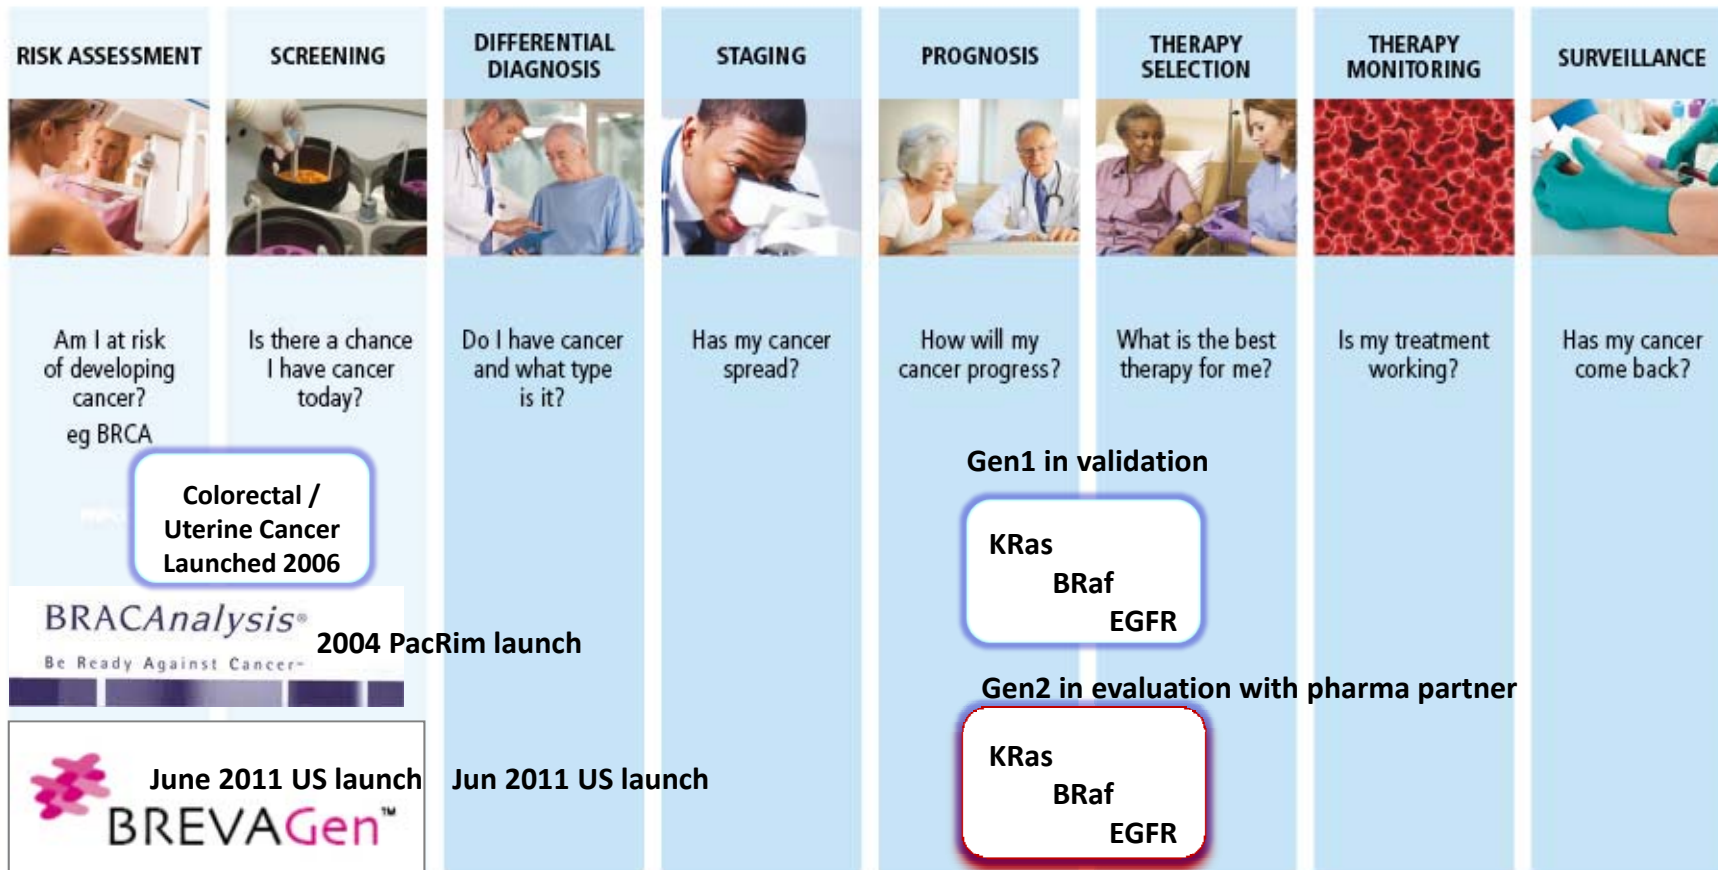 RISK ASSESSMENT
SCREENING
DIFFERENTIAL
DIAGNOSIS
STAGING
PROGNOSIS
THERAPY
SELECTION
THERAPY
MONITORING
SURVEILLANCE
Am I at risk
of developing
cancer?
eg BRCA
Is there a chance
I have cancer
today?
Do I have cancer
and what type
is it?
Has my cancer
spread?
How will my
cancer progress?
What is the best
therapy for me?
Is my treatment
working?
Has my cancer
come back?
Colorectal /
Uterine Cancer
Launched 2006
BRACAnalysis®
Be Ready Against Cancer
2004 PacRim launch
June 2011 US launch
Jun 2011 US launch
BREVAGen™
Gen1 in validation
KRas
BRaf
EGFR
Gen2 in evaluation with pharma partner
KRas
BRaf
EGFR